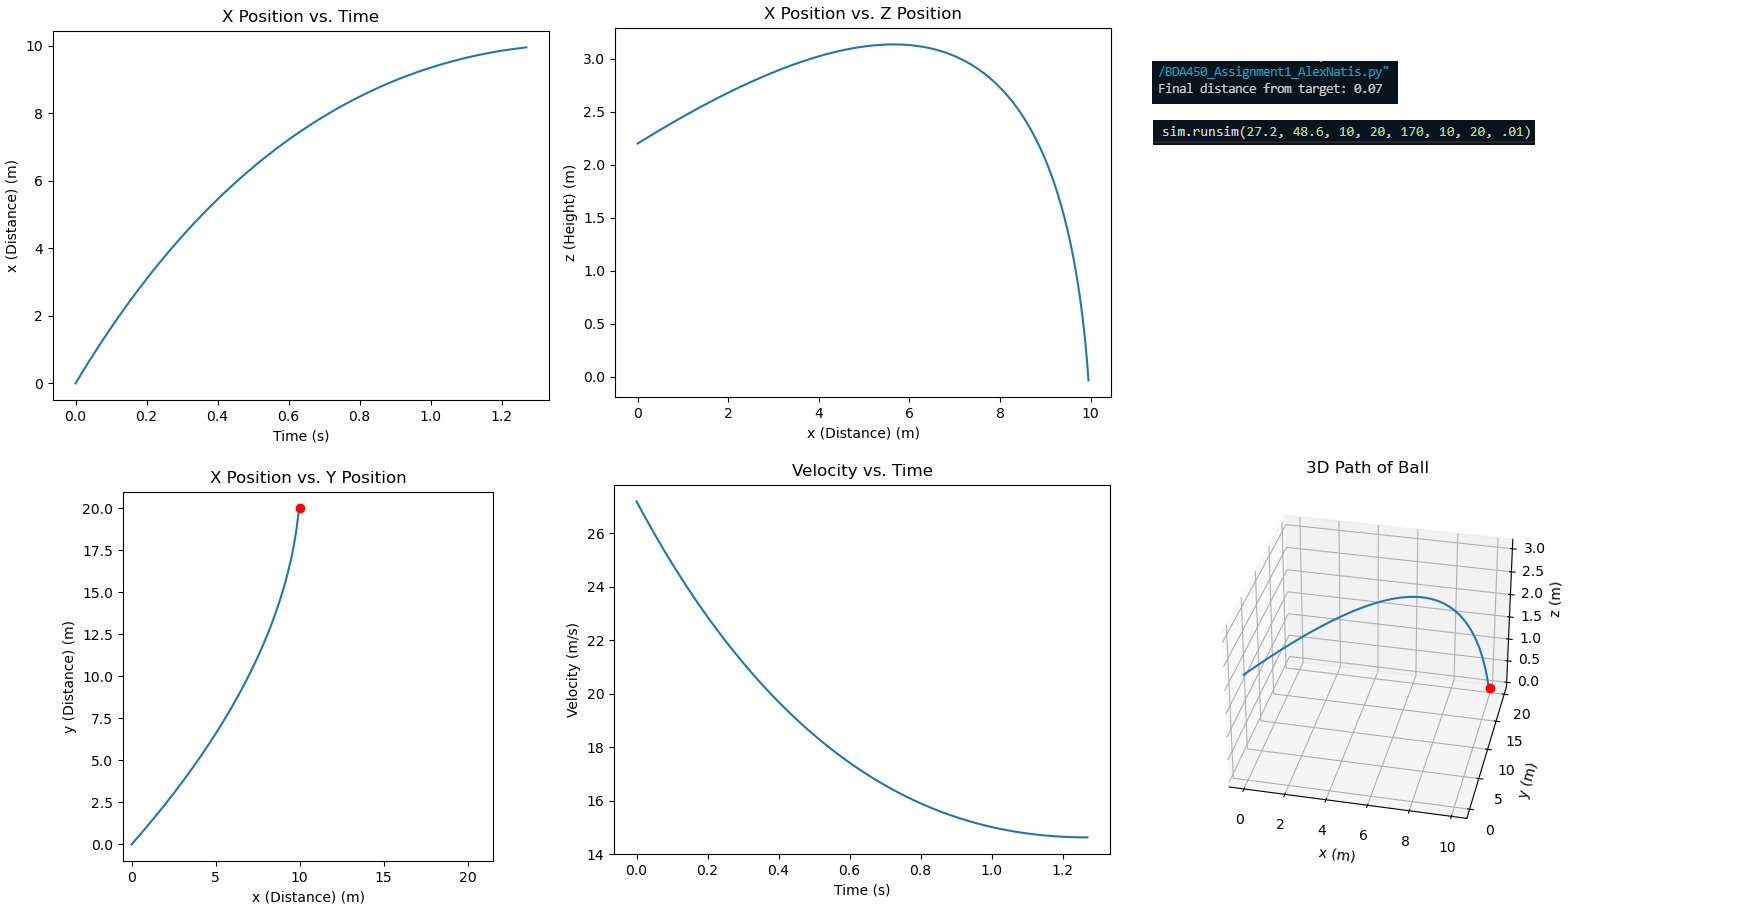 X Position vs. Time
10
8
6
4
2
0
x (Distance) (m)
0.0 0.2 0.4 0.6 0.8 1.0 1.2
Time (s)
X Position vs. Z Position
3.0
2.5
2.0
1.5
1.0
0.5
0.0
z (Height) (m)
0 2 4 6 8 10
x (Distance) (m)
/BDA450_Assignment1_AlexNatis.py"
Final distance from target: 0.07
sim.runsim(27.2, 48.6, 10, 20, 170, 10, 20, .01)
X Position vs. Y Position
20.0
17.5
15.0
12.5
10.0
7.5
5.0
2.5
0.0
y (Distance) (m)
0 5 10 15 20
x (Distance) (m)
Velocity vs. Time
26
24
22
20
18
16
14
Velocity (m/s)
0.0 0.2 0.4 0.6 0.8 1.0 1.2
Time (s)
3D Path of Ball
3.0
2.5
2.0
1.5
1.0
0.5
0.0
z (m)
20
15
10
5
0
y (m)
0 2 4 6 8 10
x (m)